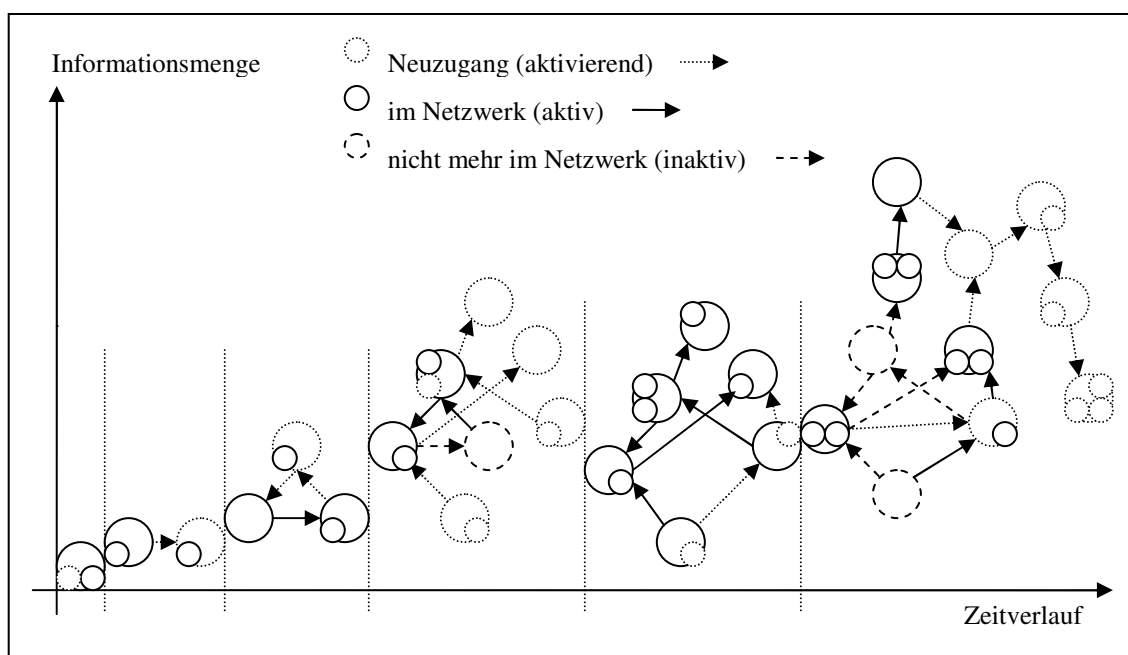 Informationsmenge
Neuzugang (aktivierend)
im Netzwerk (aktiv)
nicht mehr im Netzwerk (inaktiv)
Zeitverlauf